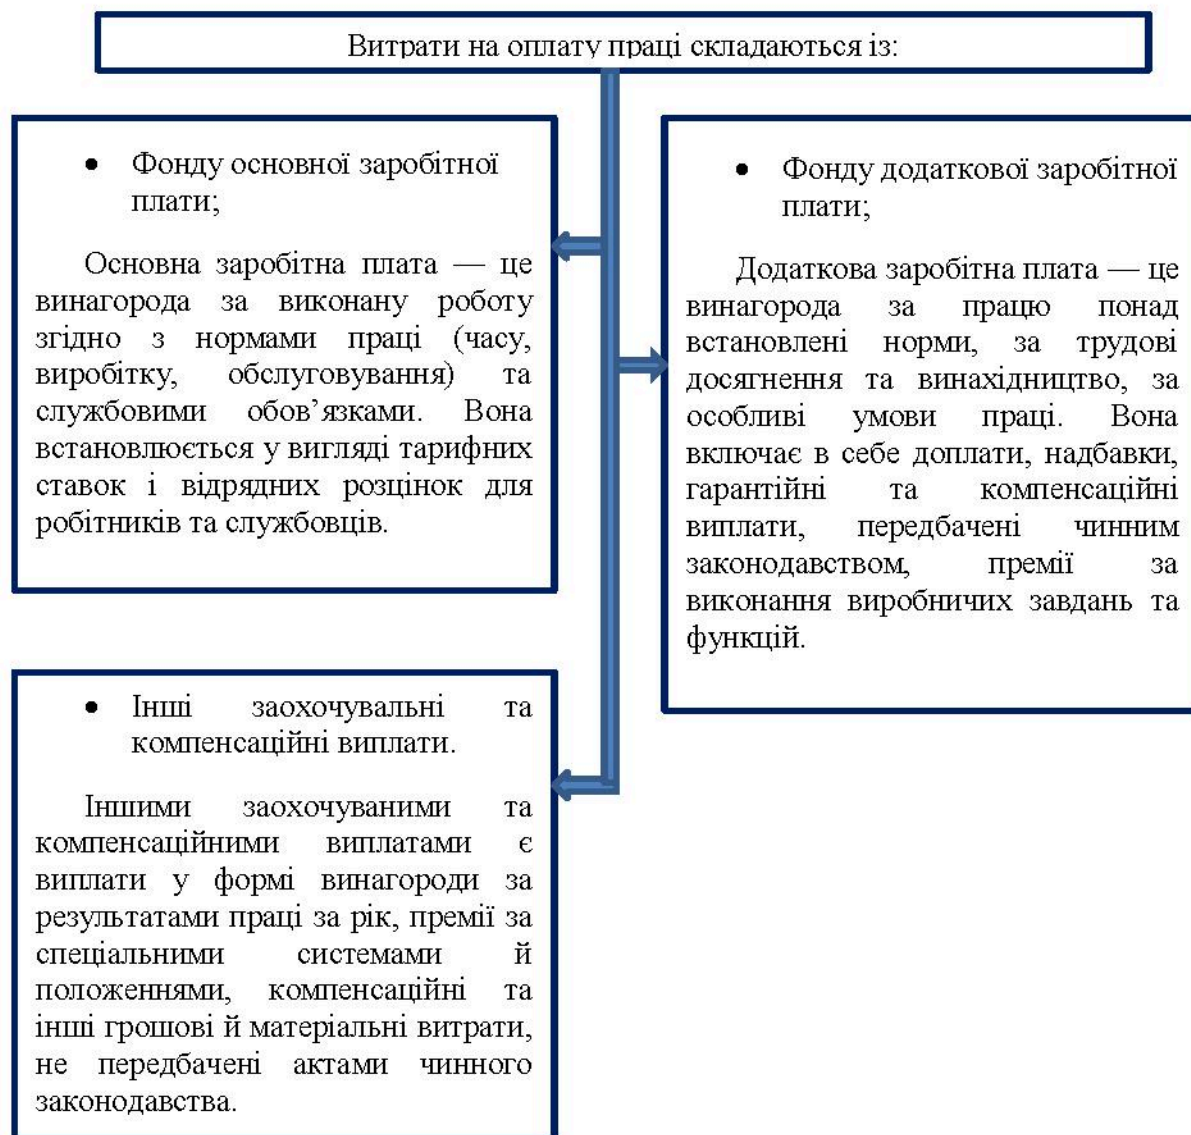 Витрати на оплату праці складаються із:
• Фонду основної заробітної
плати;
Основна заробітна плата — це
винагорода за виконану роботу
згідно з нормами праці (часу,
виробітку, обслуговування) та
службовими обов’язками. Вона
встановлюється у вигляді тарифних
ставок і відрядних розцінок для
робітників та службовців.
• Фонду додаткової заробітної
плати;
Додаткова заробітна плата — це
винагорода за працю понад
встановлені норми, за трудові
досягнення та винахідництво, за
особливі умови праці. Вона
включає в себе доплати, надбавки,
гарантійні та компенсаційні
виплати, передбачені чинним
законодавством, премії за
виконання виробничих завдань та
функцій.
• Інші заохочувальні та
компенсаційні виплати.
Іншими заохочуваними та
компенсаційними виплатами є
виплати у формі винагороди за
результатами праці за рік, премії за
спеціальними системами й
положеннями, компенсаційні та
інші грошові й матеріальні витрати,
не передбачені актами чинного
законодавства.